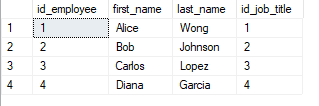 id_employee first_name last_name id_job_title
1 1 Alice Wong 1
2 2 Bob Johnson 2
3 3 Carlos Lopez 3
4 4 Diana Garcia 4